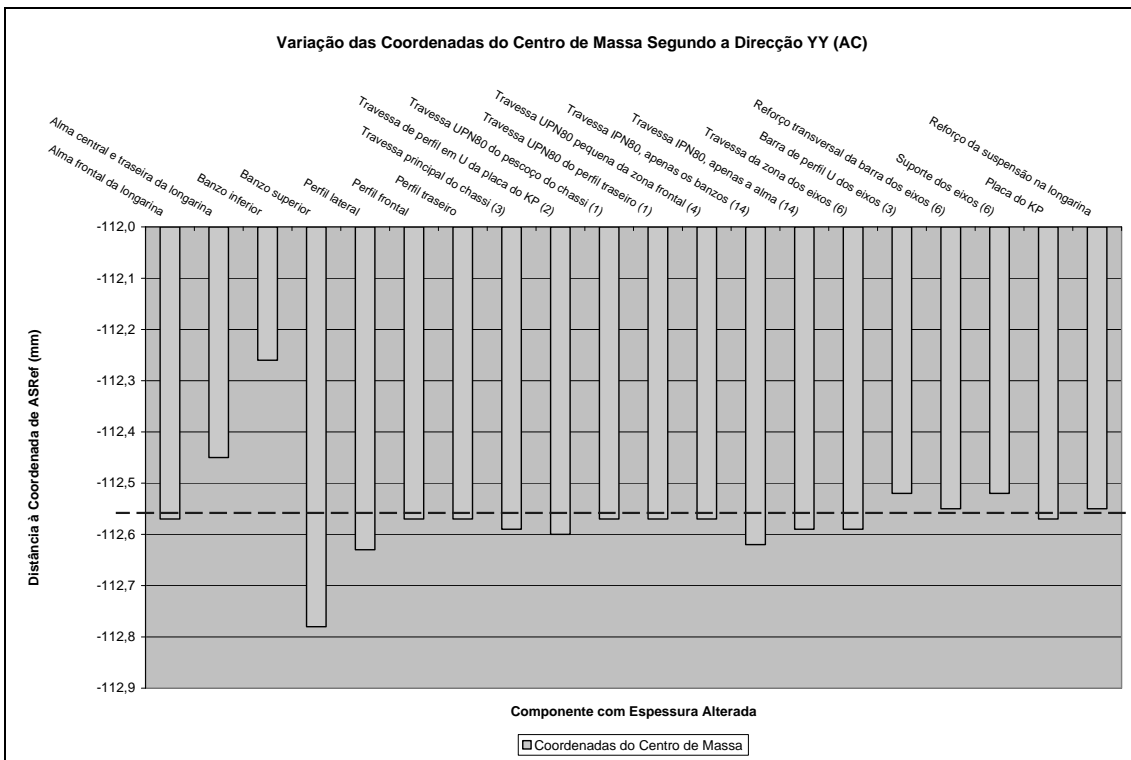 Variação das Coordenadas do Centro de Massa Segundo a Direcção YY (AC)
Alma frontal da longarina
Alma central e traseira da longarina
Banzo inferior
Banzo superior
Perfil lateral
Perfil frontal
Perfil traseiro
Travessa principal do chassi (3)
Travessa de perfil em U da placa do KP (2)
Travessa UPN80 do pescoço do chassi (1)
Travessa UPN80 do perfil traseiro (1)
Travessa UPN80 pequena da zona frontal (4)
Travessa IPN80, apenas os banzos (14)
Travessa IPN80, apenas a alma (14)
Travessa da zona dos eixos (6)
Barra de perfil U dos eixos (3)
Reforço transversal da barra dos eixos (6)
Suporte dos eixos (6)
Placa do KP
Reforço da suspensão na longarina
-112,0
-112,1
-112,2
-112,3
-112,4
-112,5
-112,6
-112,7
-112,8
-112,9
Distância à Coordenada de ASRef (mm)
Componente com Espessura Alterada
Coordenadas do Centro de Massa